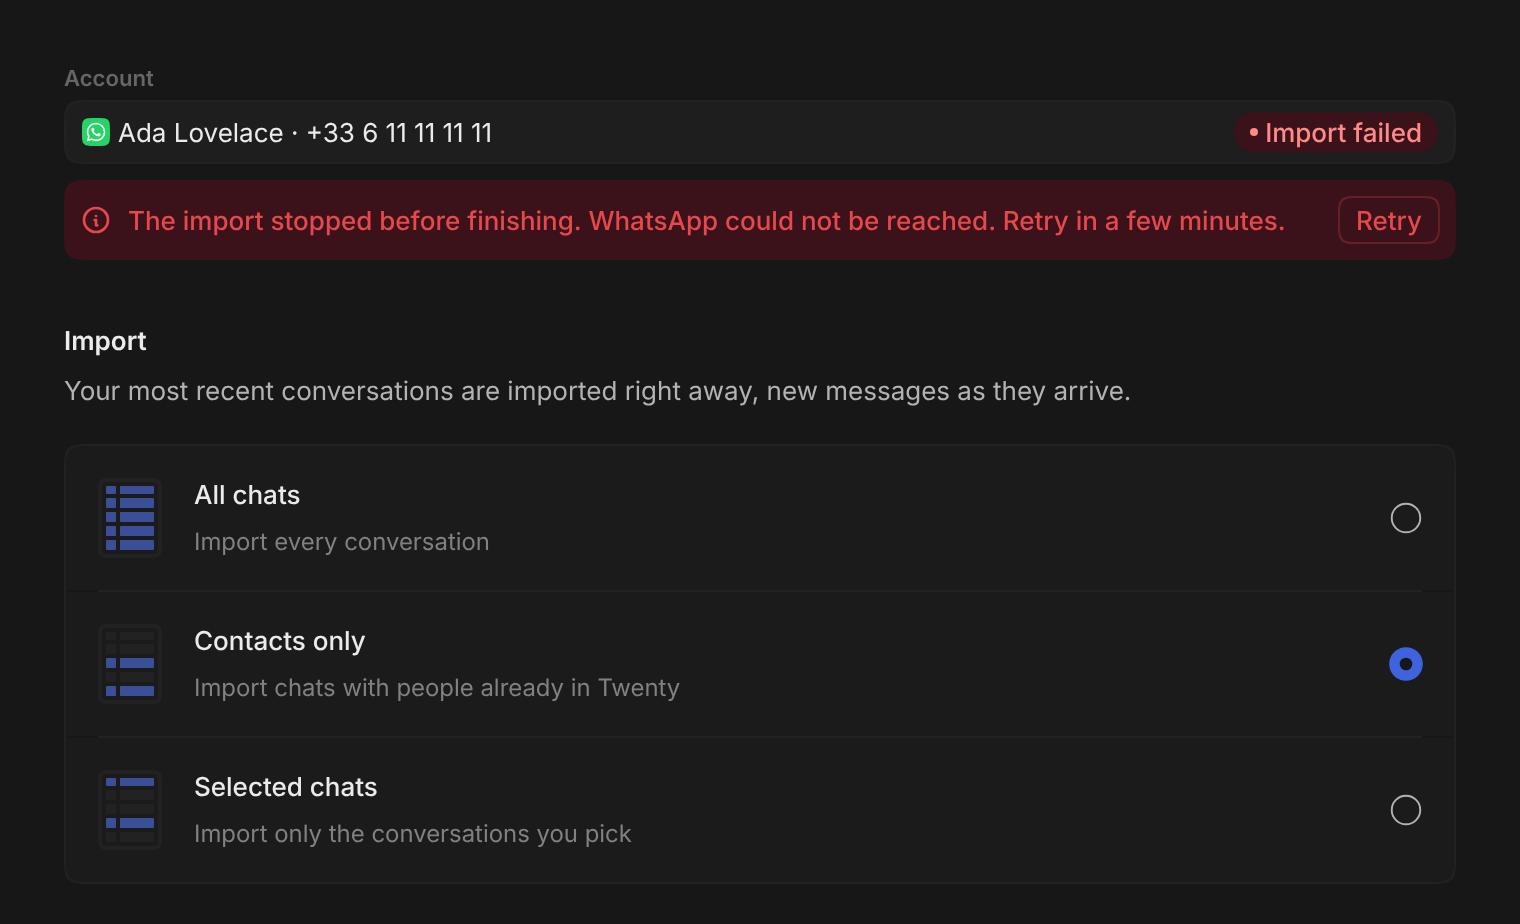 Account
Ada Lovelace · +33 6 11 11 11 11
Import failed
The import stopped before finishing. WhatsApp could not be reached. Retry in a few minutes.
Retry
Import
Your most recent conversations are imported right away, new messages as they arrive.
All chats
Import every conversation
Contacts only
Import chats with people already in Twenty
Selected chats
Import only the conversations you pick